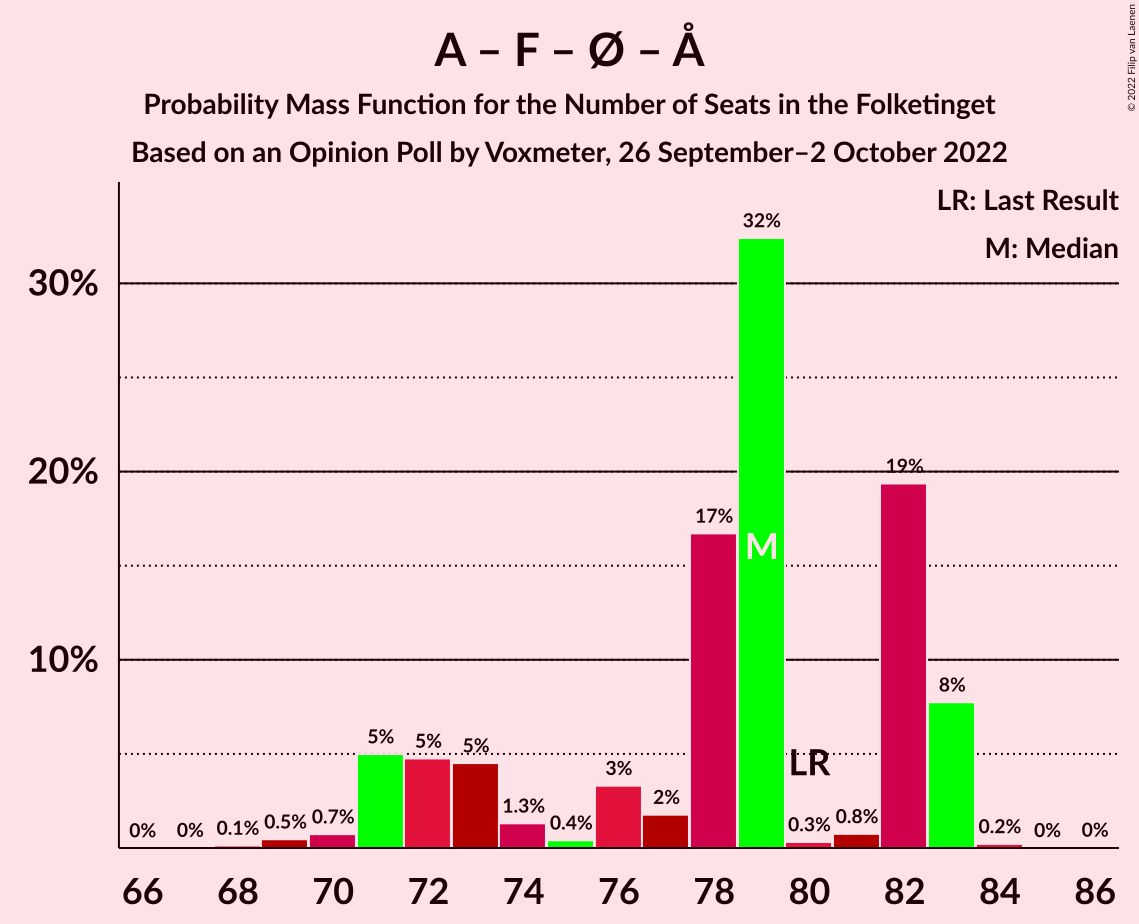 A – F – Ø – Å
Probability Mass Function for the Number of Seats in the Folketinget
Based on an Opinion Poll by Voxmeter, 26 September–2 October 2022
© 2022 Filip van Laenen
LR: Last Result
M: Median
30%
20%
10%
0%
0%
0.1%
0.5%
0.7%
5%
5%
5%
1.3%
0.4%
3%
2%
17%
32%
M
LR
0.3%
0.8%
19%
8%
0.2%
0%
0%
66 68 70 72 74 76 78 80 82 84 86